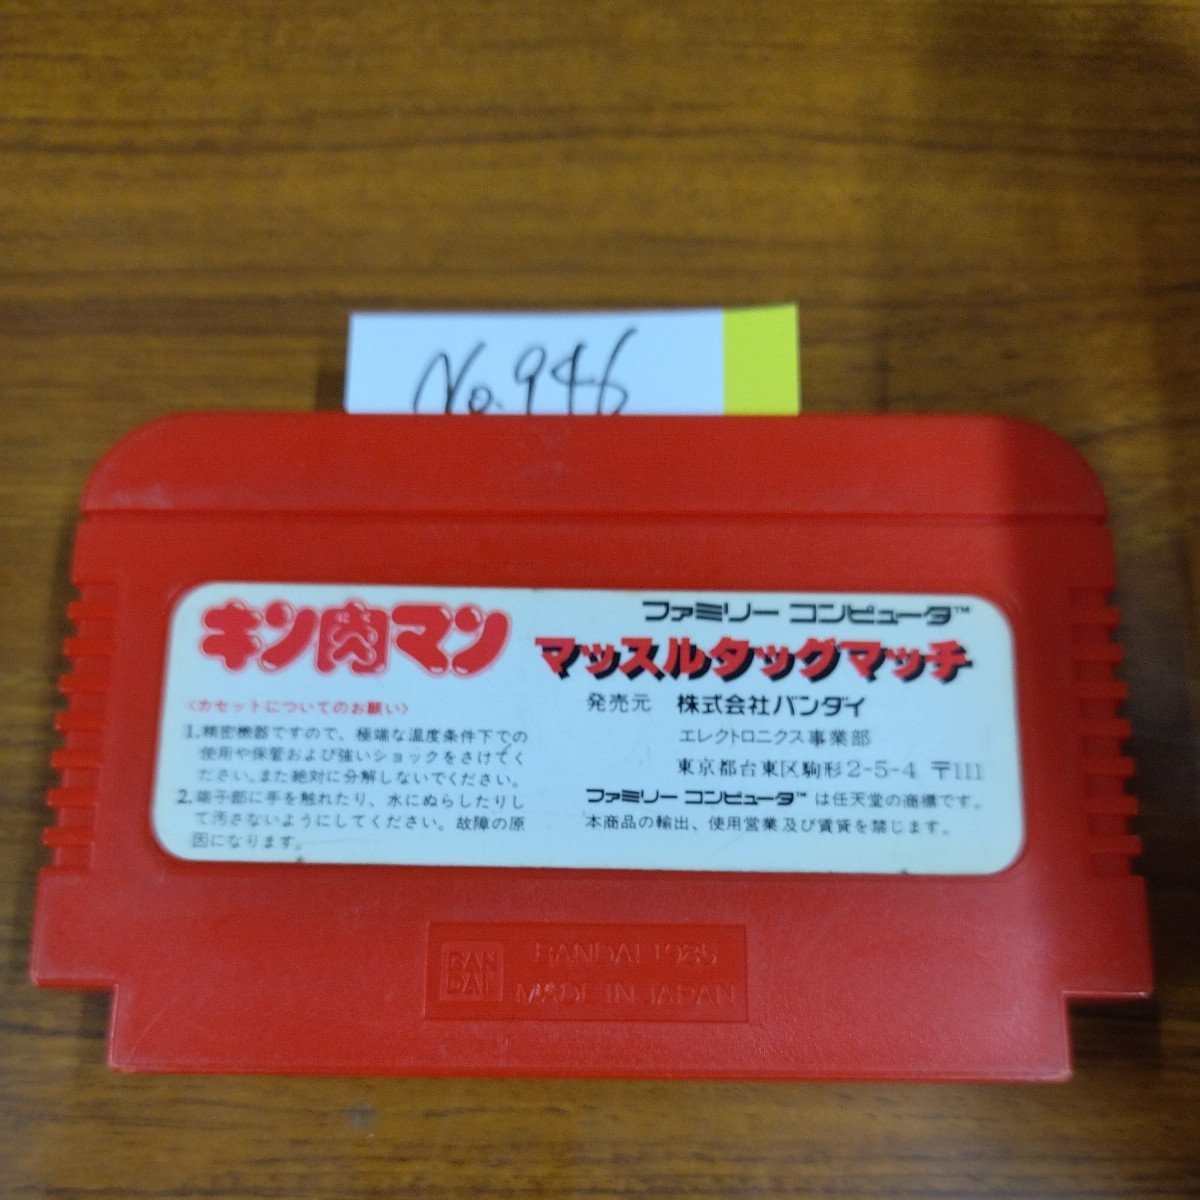 No.946
キン肉マン
ファミリー コンピュータ™
マッスルタッグマッチ
〈カセットについてのお願い〉
1.精密機器ですので、極端な温度条件下での
使用や保管および強いショックをさけてく
ださい。また絶対に分解しないでください。
2.端子部に手を触れたり、水にぬらしたりし
て汚さないようにしてください。故障の原
因になります。
発売元 株式会社バンダイ
エレクトロニクス事業部
東京都台東区駒形2-5-4 〒111
ファミリー コンピュータ™ は任天堂の商標です。
本商品の輸出、使用営業及び賃貸を禁じます。
BAN
DAI
BANDAI 1985
MADE IN JAPAN